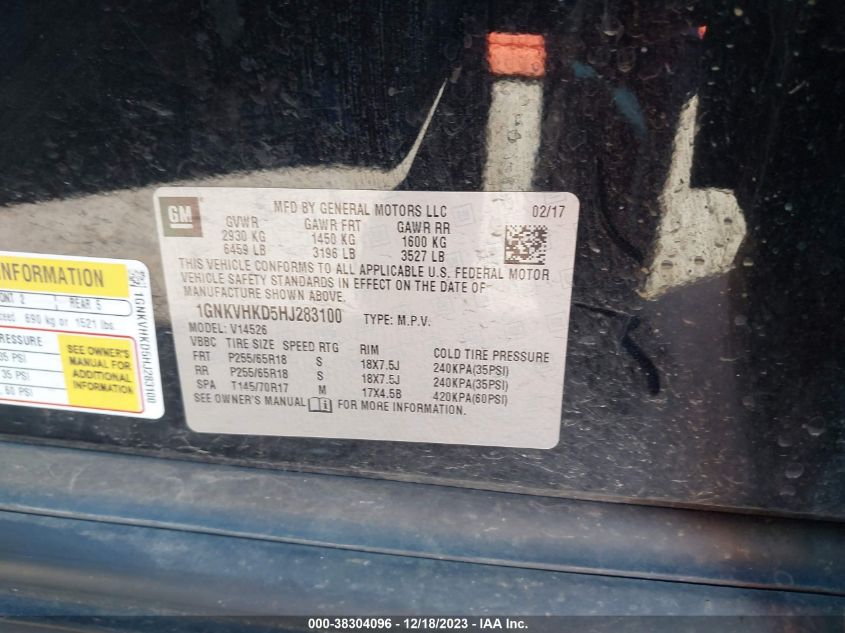 GM
MFD BY GENERAL MOTORS LLC 02/17
GVWR GAWR FRT GAWR RR
2930 KG 1450 KG 1600 KG
6459 LB 3196 LB 3527 LB
THIS VEHICLE CONFORMS TO ALL APPLICABLE U.S. FEDERAL MOTOR
VEHICLE SAFETY STANDARDS IN EFFECT ON THE DATE OF
MANUFACTURE SHOWN ABOVE.
1GNKVHKD5HJ283100 TYPE: M.P.V.
MODEL: V14526
VBBC TIRE SIZE SPEED RTG RIM COLD TIRE PRESSURE
FRT P255/65R18 S 18X7.5J 240KPA(35PSI)
RR P255/65R18 S 18X7.5J 240KPA(35PSI)
SPA T145/70R17 M 17X4.5B 420KPA(60PSI)
SEE OWNER'S MANUAL FOR MORE INFORMATION.
INFORMATION
ONT 2 REAR 5
ceed 690 kg or 1521 lbs.
PRESSURE
35 PSI
35 PSI
60 PSI
SEE OWNER'S
MANUAL FOR
ADDITIONAL
INFORMATION
1GNKVHKD5HJ283100
000-38304096 - 12/18/2023 - IAA Inc.